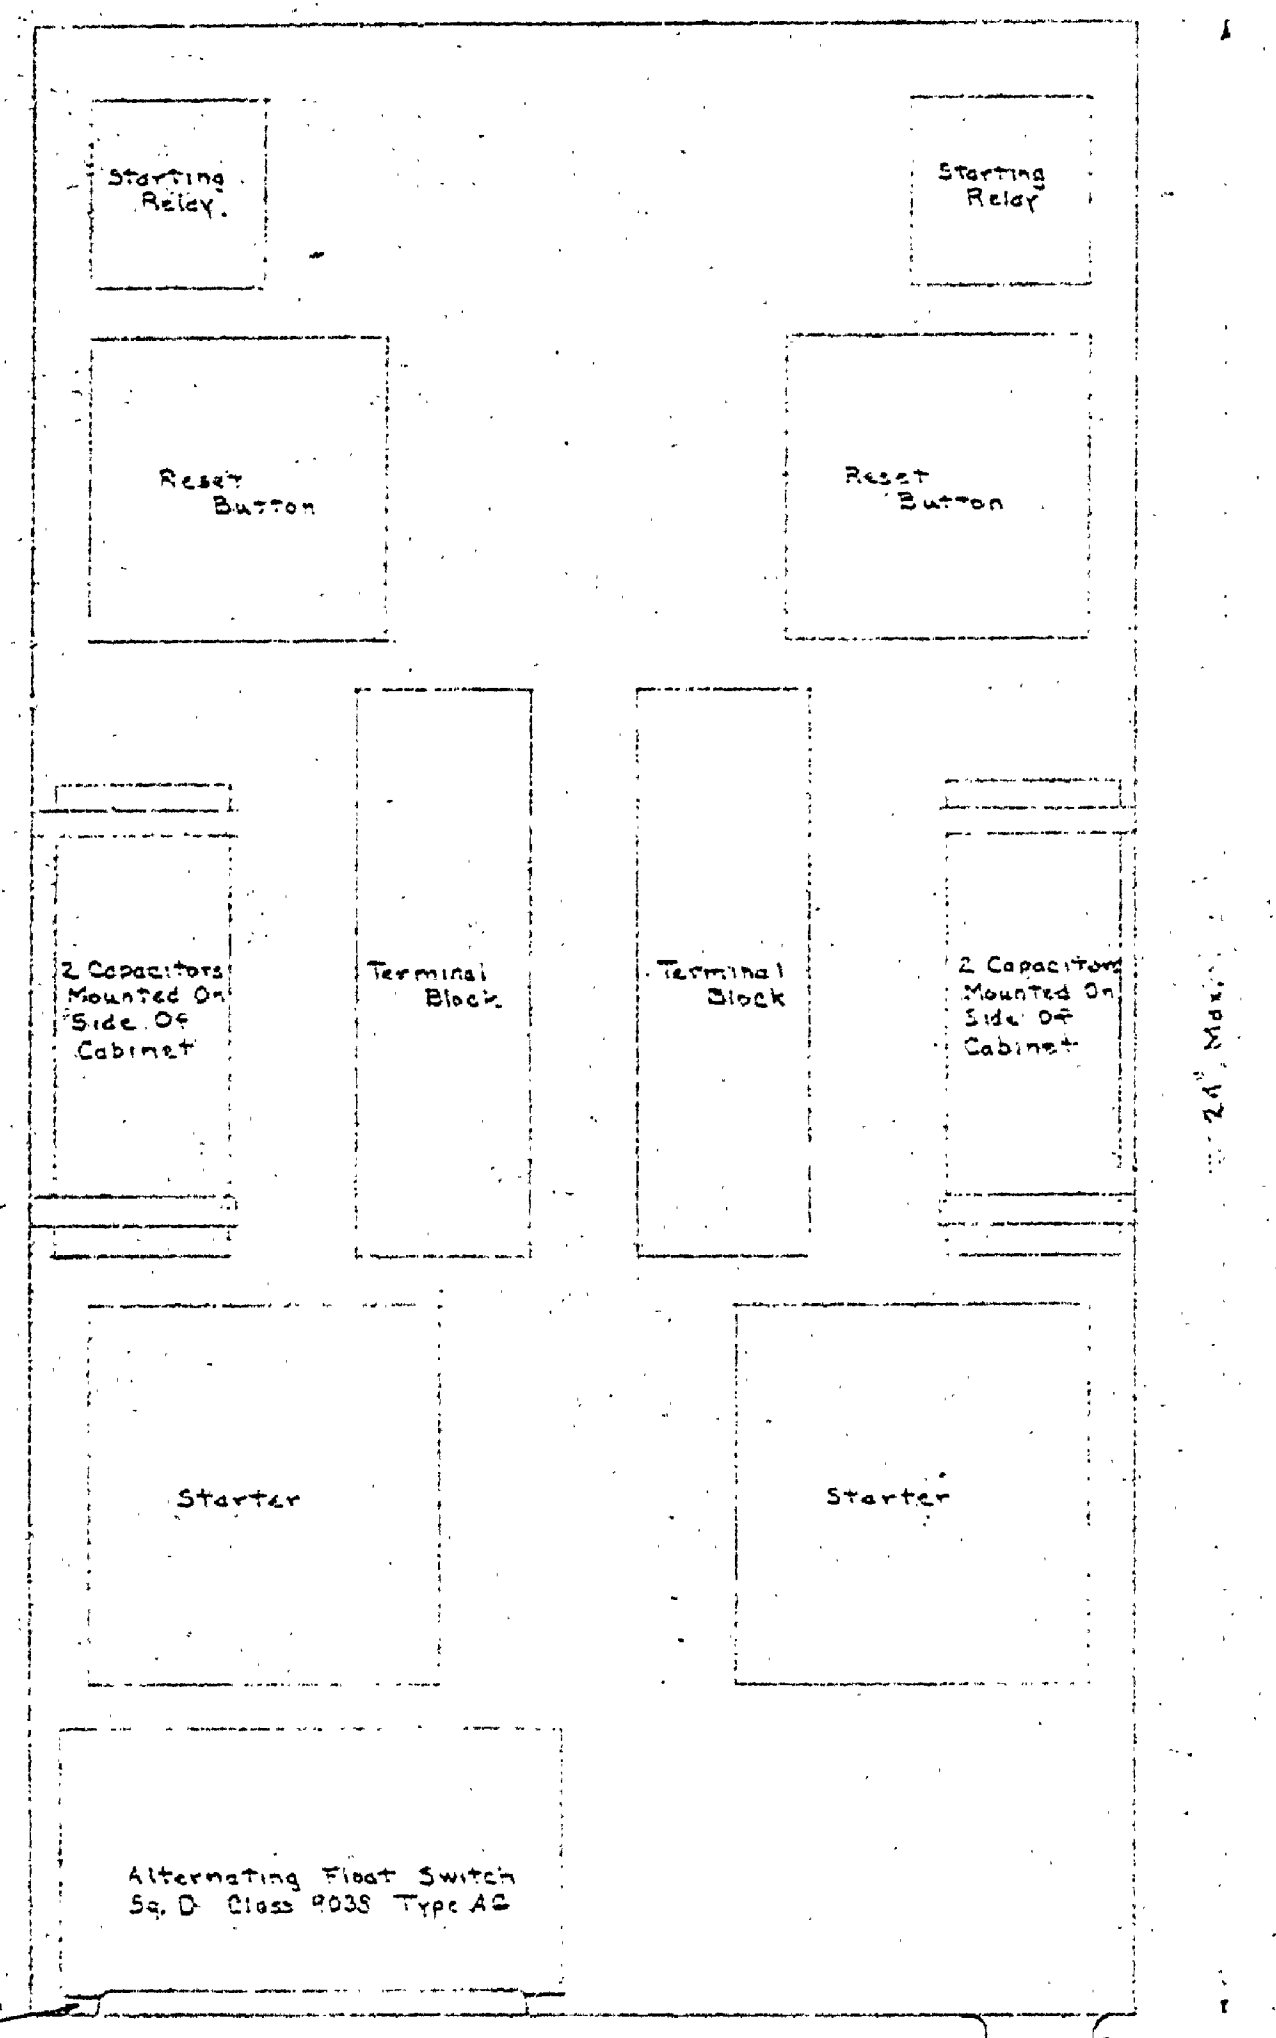 Starting
Relay.
Starting
Relay
Reset
Button
Reset
Button
2 Capacitors
Mounted On
Side Of
Cabinet
Terminal
Block
Terminal
Block
2 Capacitors
Mounted On
Side Of
Cabinet
24" Max.
Starter
Starter
Alternating Float Switch
Sq. D Class 9038 Type AG